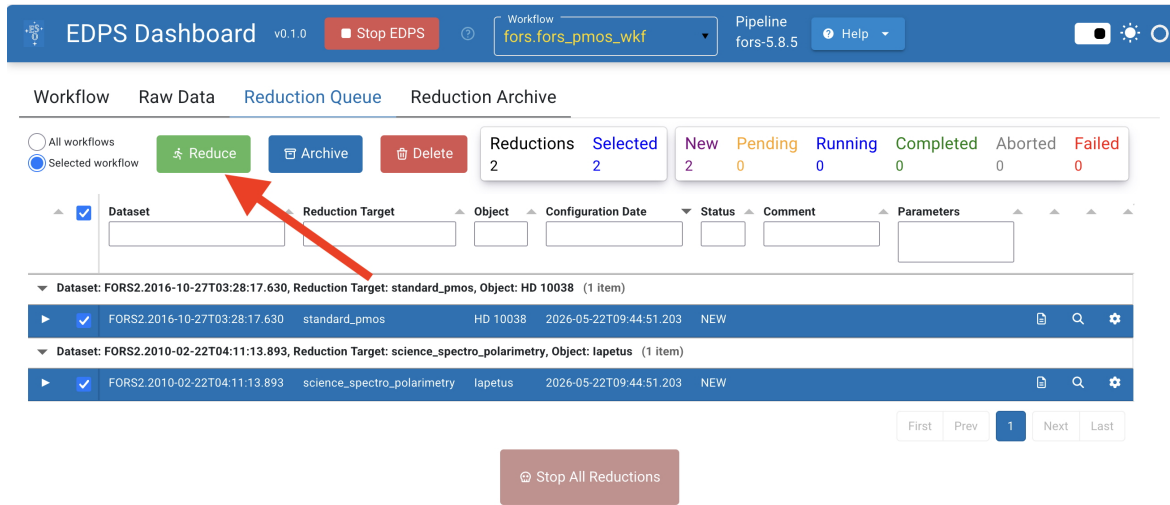 EDPS Dashboard v0.1.0 Stop EDPS ? Workflow fors.fors_pmos_wkf Pipeline fors-5.8.5 ? Help
Workflow Raw Data Reduction Queue Reduction Archive
All workflows
Selected workflow
Reduce Archive Delete
Reductions Selected New Pending Running Completed Aborted Failed
2 2 2 0 0 0 0 0
Dataset Reduction Target Object Configuration Date Status Comment Parameters
Dataset: FORS2.2016-10-27T03:28:17.630, Reduction Target: standard_pmos, Object: HD 10038 (1 item)
FORS2.2016-10-27T03:28:17.630 standard_pmos HD 10038 2026-05-22T09:44:51.203 NEW
Dataset: FORS2.2010-02-22T04:11:13.893, Reduction Target: science_spectro_polarimetry, Object: Iapetus (1 item)
FORS2.2010-02-22T04:11:13.893 science_spectro_polarimetry Iapetus 2026-05-22T09:44:51.203 NEW
First Prev 1 Next Last
Stop All Reductions